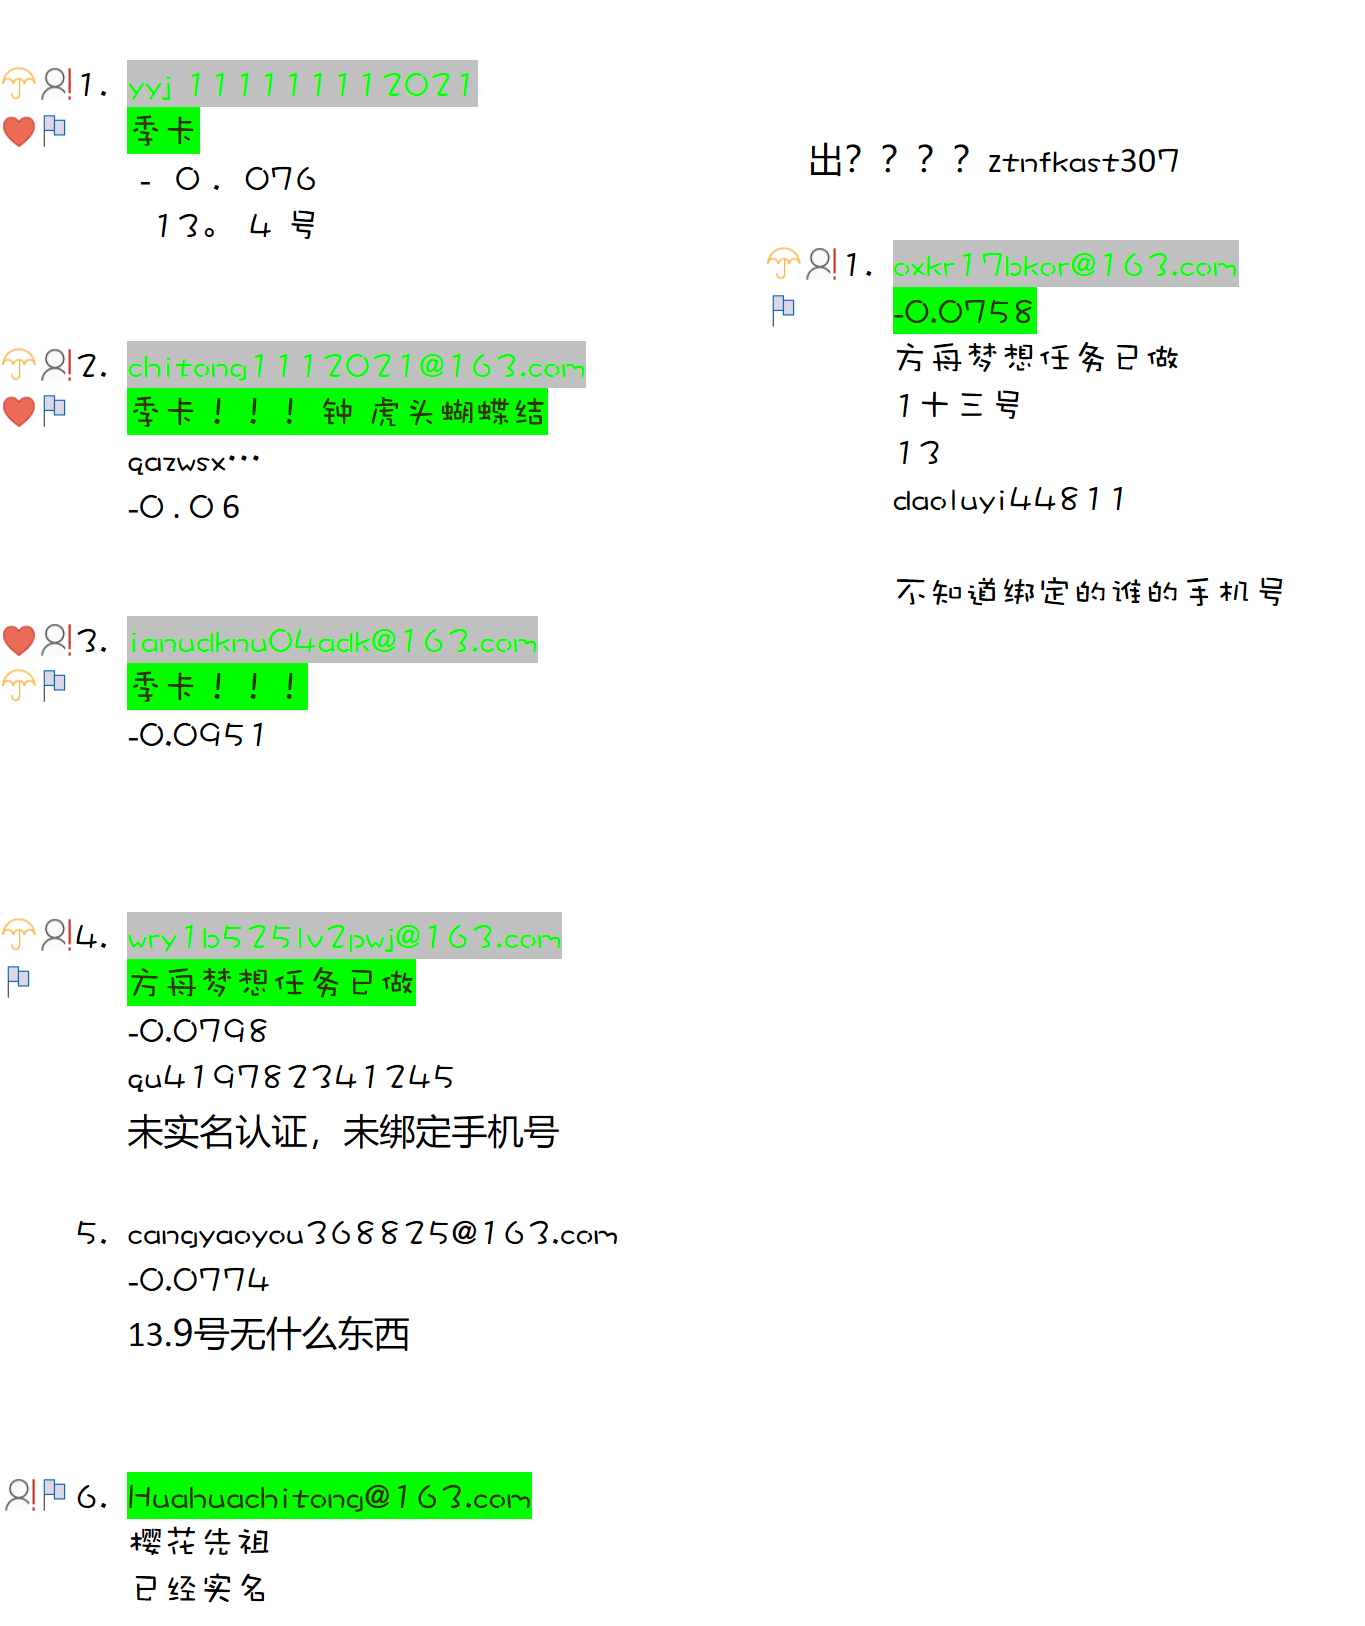 1. yyj 111111112021
季卡
- 0. 076
13。 4 号
2. chitong1112021@163.com
季卡！！！ 钟 虎头蝴蝶结
qazwsx…
-0.06
3. ianudknu04adk@163.com
季卡！！！
-0.0951
4. wry1b525lv2pwj@163.com
方舟梦想任务已做
-0.0798
qu419782341245
未实名认证，未绑定手机号
5. cangyaoyou368825@163.com
-0.0774
13.9号无什么东西
6. Huahuachitong@163.com
樱花先祖
已经实名
出？？？？ztnfkast307
1. oxkr17bkor@163.com
-0.0758
方舟梦想任务已做
1十三号
13
daoluyi44811
不知道绑定的谁的手机号